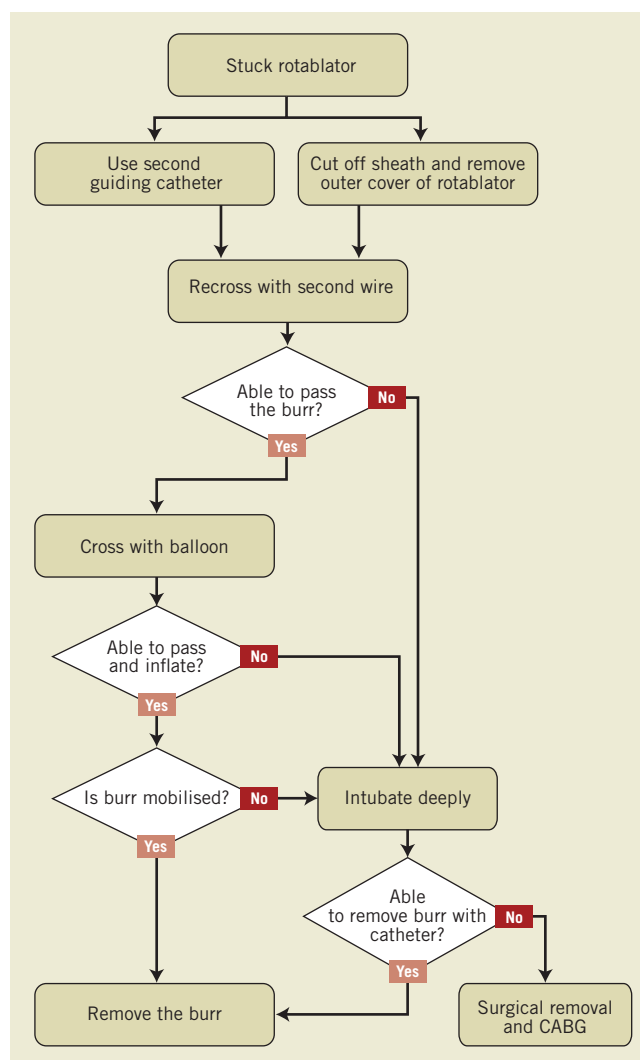 Stuck rotablator
Use second
guiding catheter
Cut off sheath and remove
outer cover of rotablator
Recross with second wire
Able to pass
the burr?
No
Yes
Cross with balloon
Able to pass
and inflate?
No
Yes
Is burr mobilised?
No
Intubate deeply
Yes
Able
to remove burr with
catheter?
No
Yes
Remove the burr
Surgical removal
and CABG